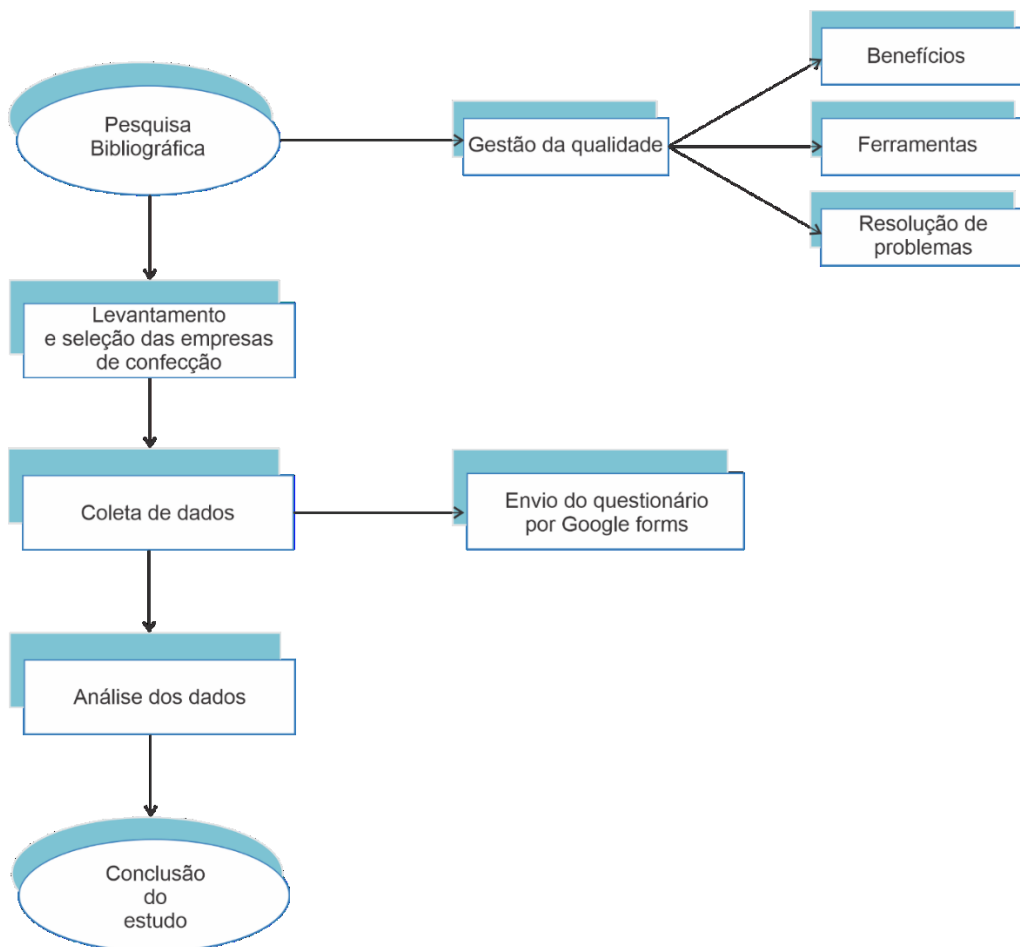 Pesquisa
Bibliográfica
Gestão da qualidade
Benefícios
Ferramentas
Resolução de
problemas
Levantamento
e seleção das empresas
de confecção
Coleta de dados
Envio do questionário
por Google forms
Análise dos dados
Conclusão
do
estudo